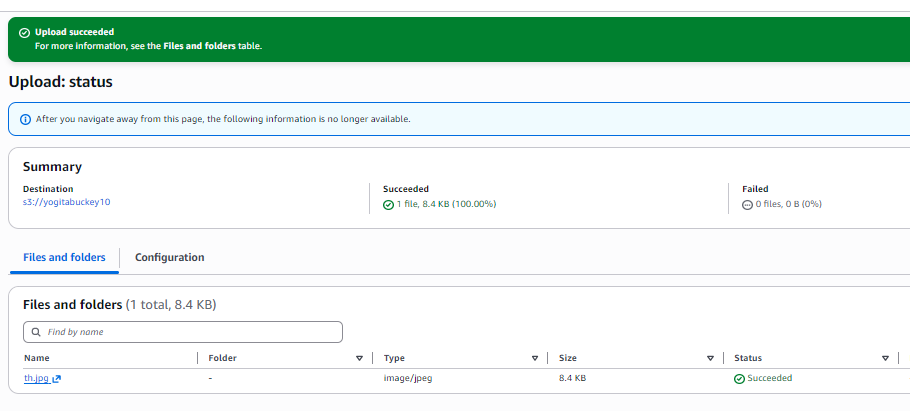 Upload succeeded
For more information, see the Files and folders table.
Upload: status
After you navigate away from this page, the following information is no longer available.
Summary
Destination Succeeded Failed
s3://yogitabuckey10 1 file, 8.4 KB (100.00%) 0 files, 0 B (0%)
Files and folders Configuration
Files and folders (1 total, 8.4 KB)
Find by name
Name Folder Type Size Status
th.jpg - image/jpeg 8.4 KB Succeeded